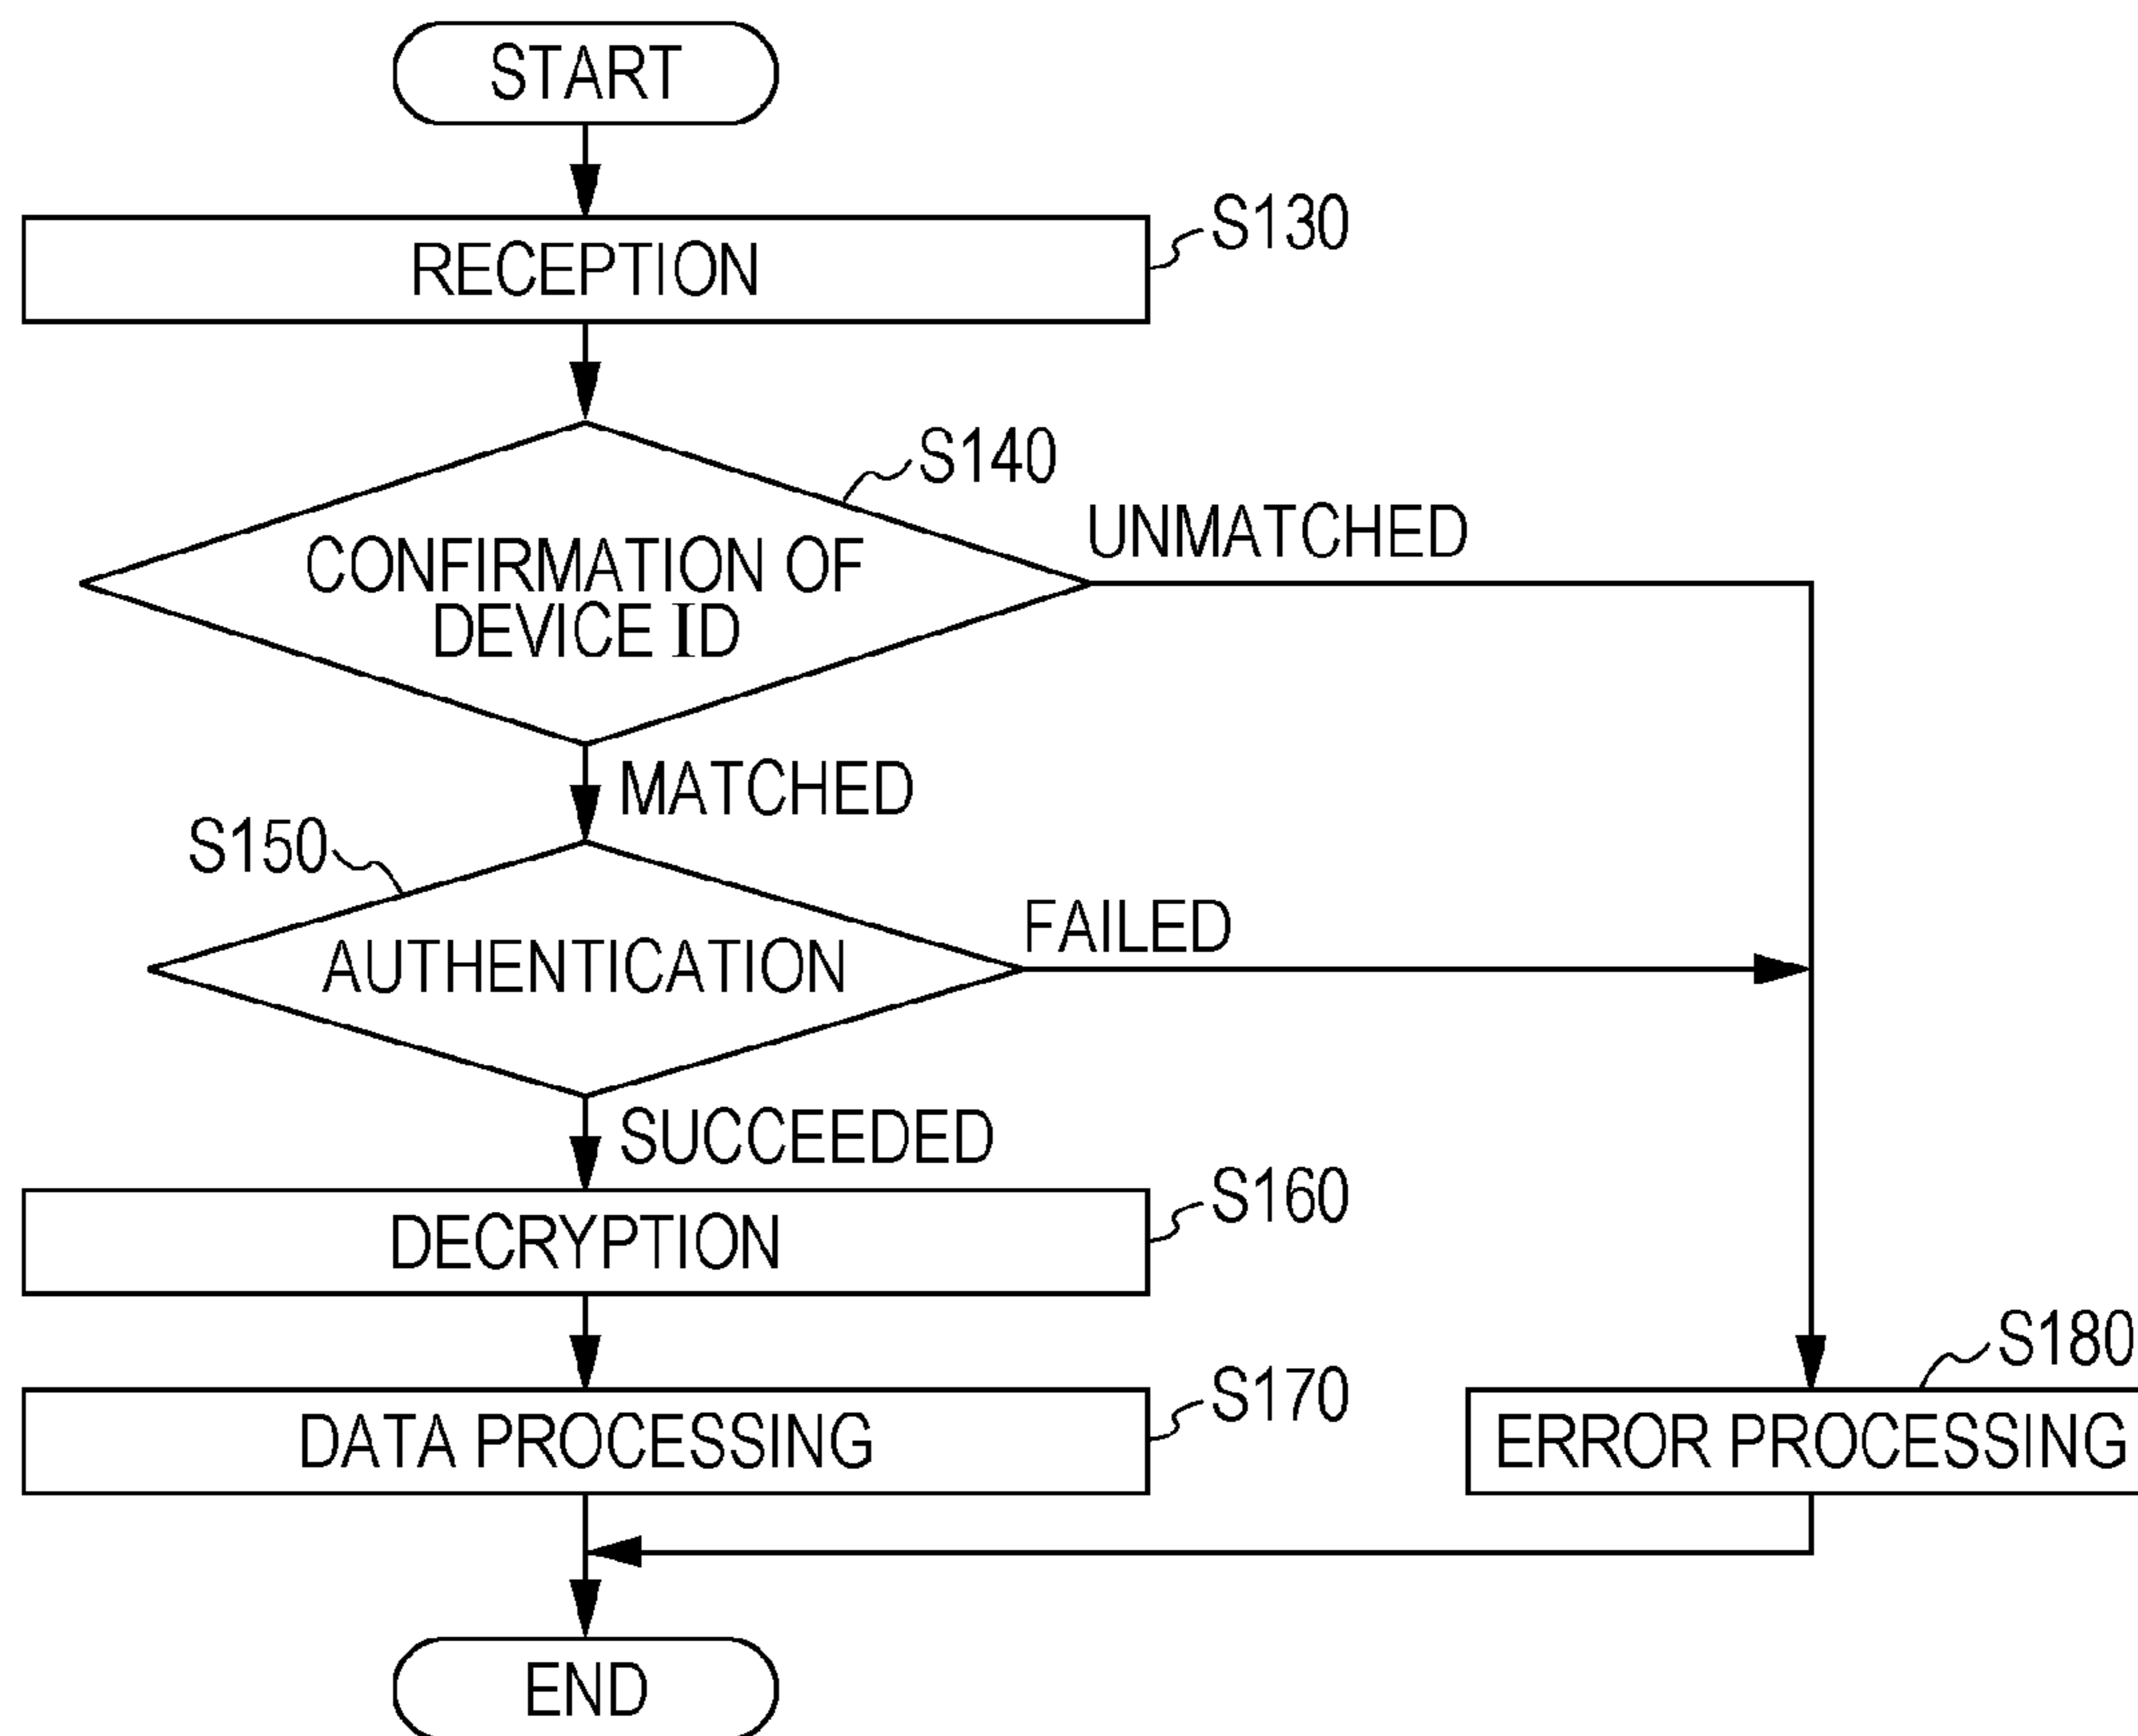 START
RECEPTION
S130
S140
CONFIRMATION OF
DEVICE ID
UNMATCHED
MATCHED
S150
AUTHENTICATION
FAILED
SUCCEEDED
DECRYPTION
S160
DATA PROCESSING
S170
S180
ERROR PROCESSING
END